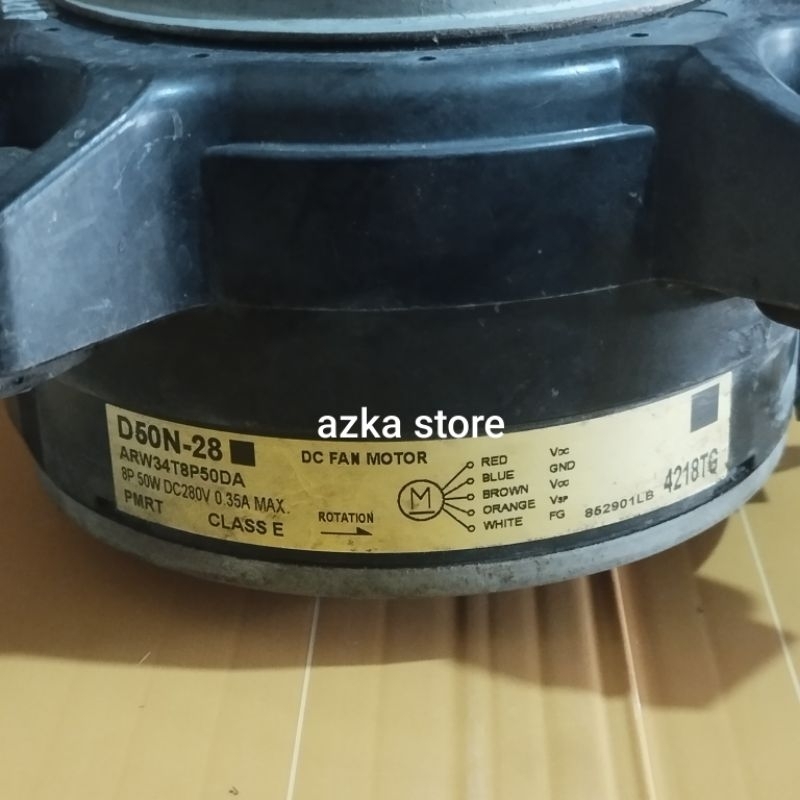 azka store
D50N-28
ARW34T8P50DA
8P 50W DC280V 0.35A MAX.
PMRT CLASS E
DC FAN MOTOR
ROTATION
M
RED VDC
BLUE GND
BROWN VCC
ORANGE VSP
WHITE FG
852901LB
4218TG